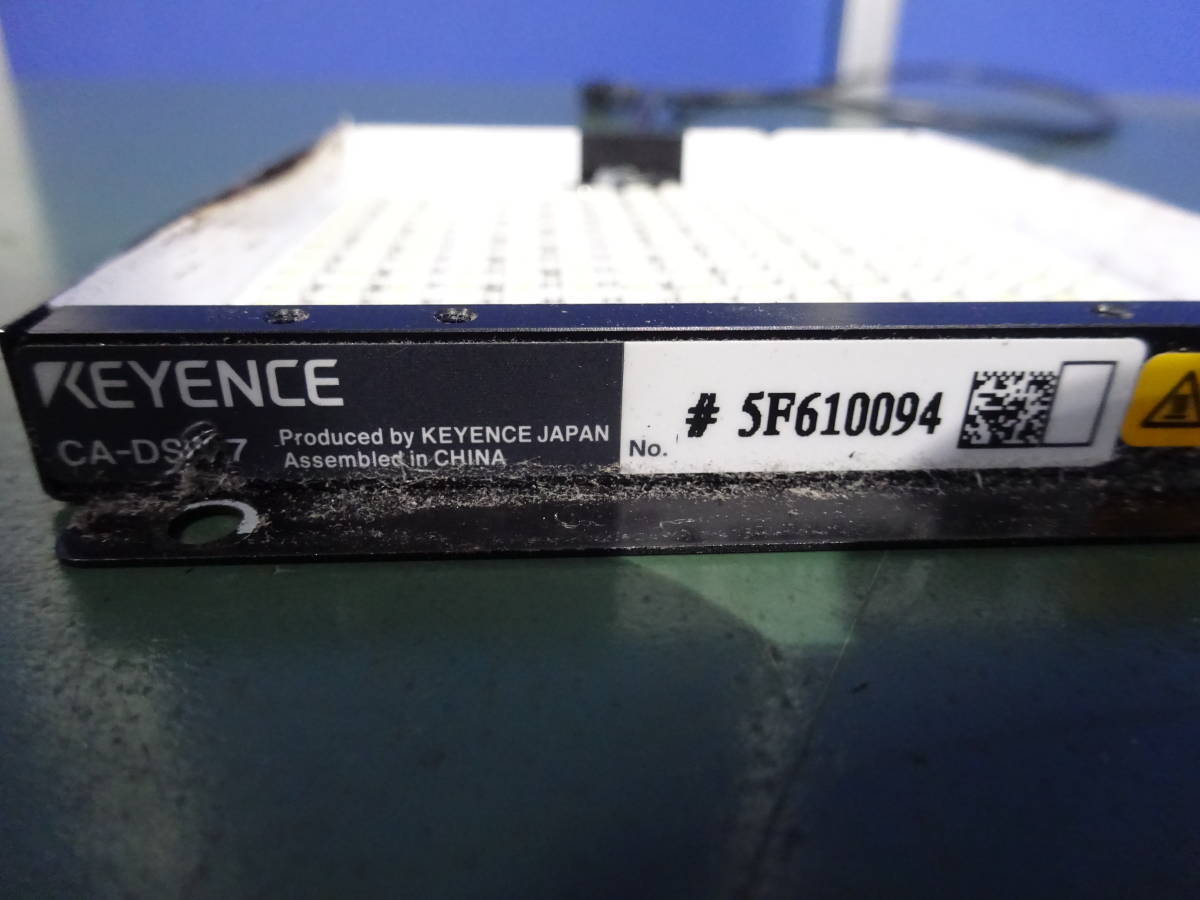 KEYENCE
Produced by KEYENCE JAPAN
Assembled in CHINA
No. # 5F610094